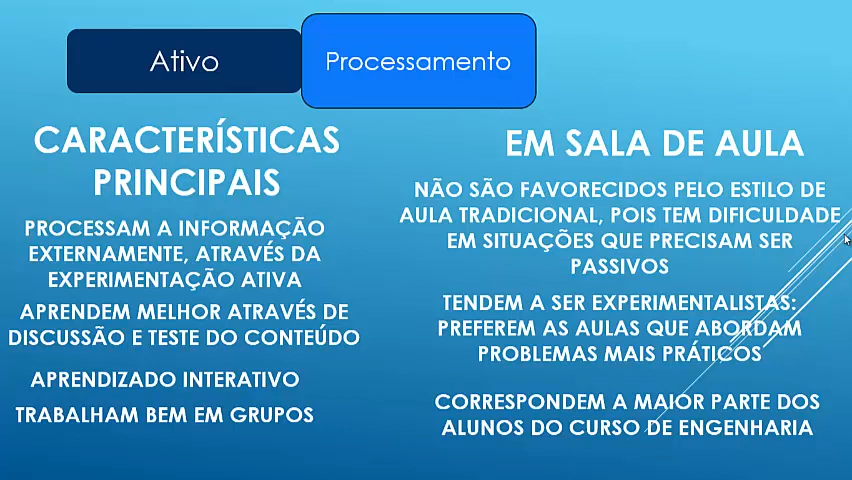 Ativo
Processamento
CARACTERÍSTICAS
PRINCIPAIS
PROCESSAM A INFORMAÇÃO
EXTERNAMENTE, ATRAVÉS DA
EXPERIMENTAÇÃO ATIVA
APRENDEM MELHOR ATRAVÉS DE
DISCUSSÃO E TESTE DO CONTEÚDO
APRENDIZADO INTERATIVO
TRABALHAM BEM EM GRUPOS
EM SALA DE AULA
NÃO SÃO FAVORECIDOS PELO ESTILO DE
AULA TRADICIONAL, POIS TEM DIFICULDADE
EM SITUAÇÕES QUE PRECISAM SER
PASSIVOS
TENDEM A SER EXPERIMENTALISTAS:
PREFEREM AS AULAS QUE ABORDAM
PROBLEMAS MAIS PRÁTICOS
CORRESPONDEM A MAIOR PARTE DOS
ALUNOS DO CURSO DE ENGENHARIA